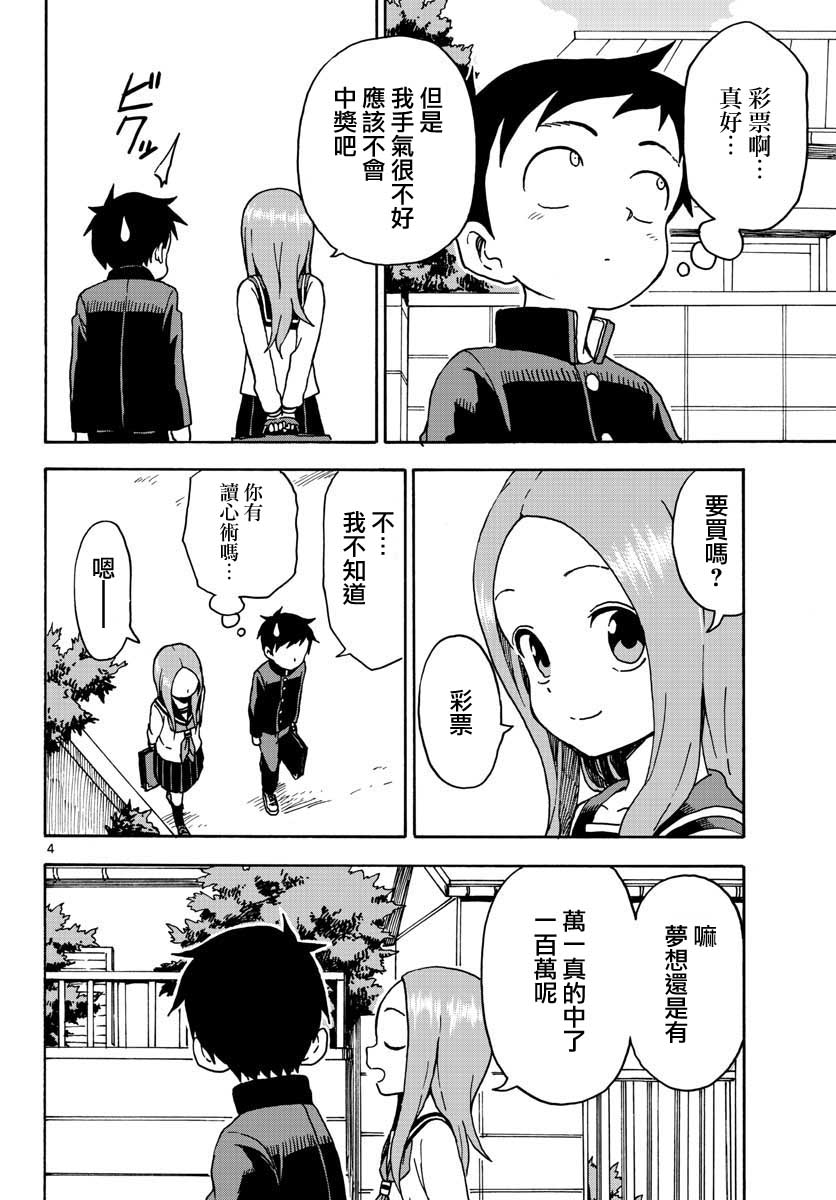 彩票啊…
真好…
但是
我手氣很不好
應該不會
中獎吧
ビクッ
要買嗎?
彩票
不…
我不知道
你有
讀心術嗎…
嗯——
4
嘛
夢想還是有
萬一真的中了
一百萬呢